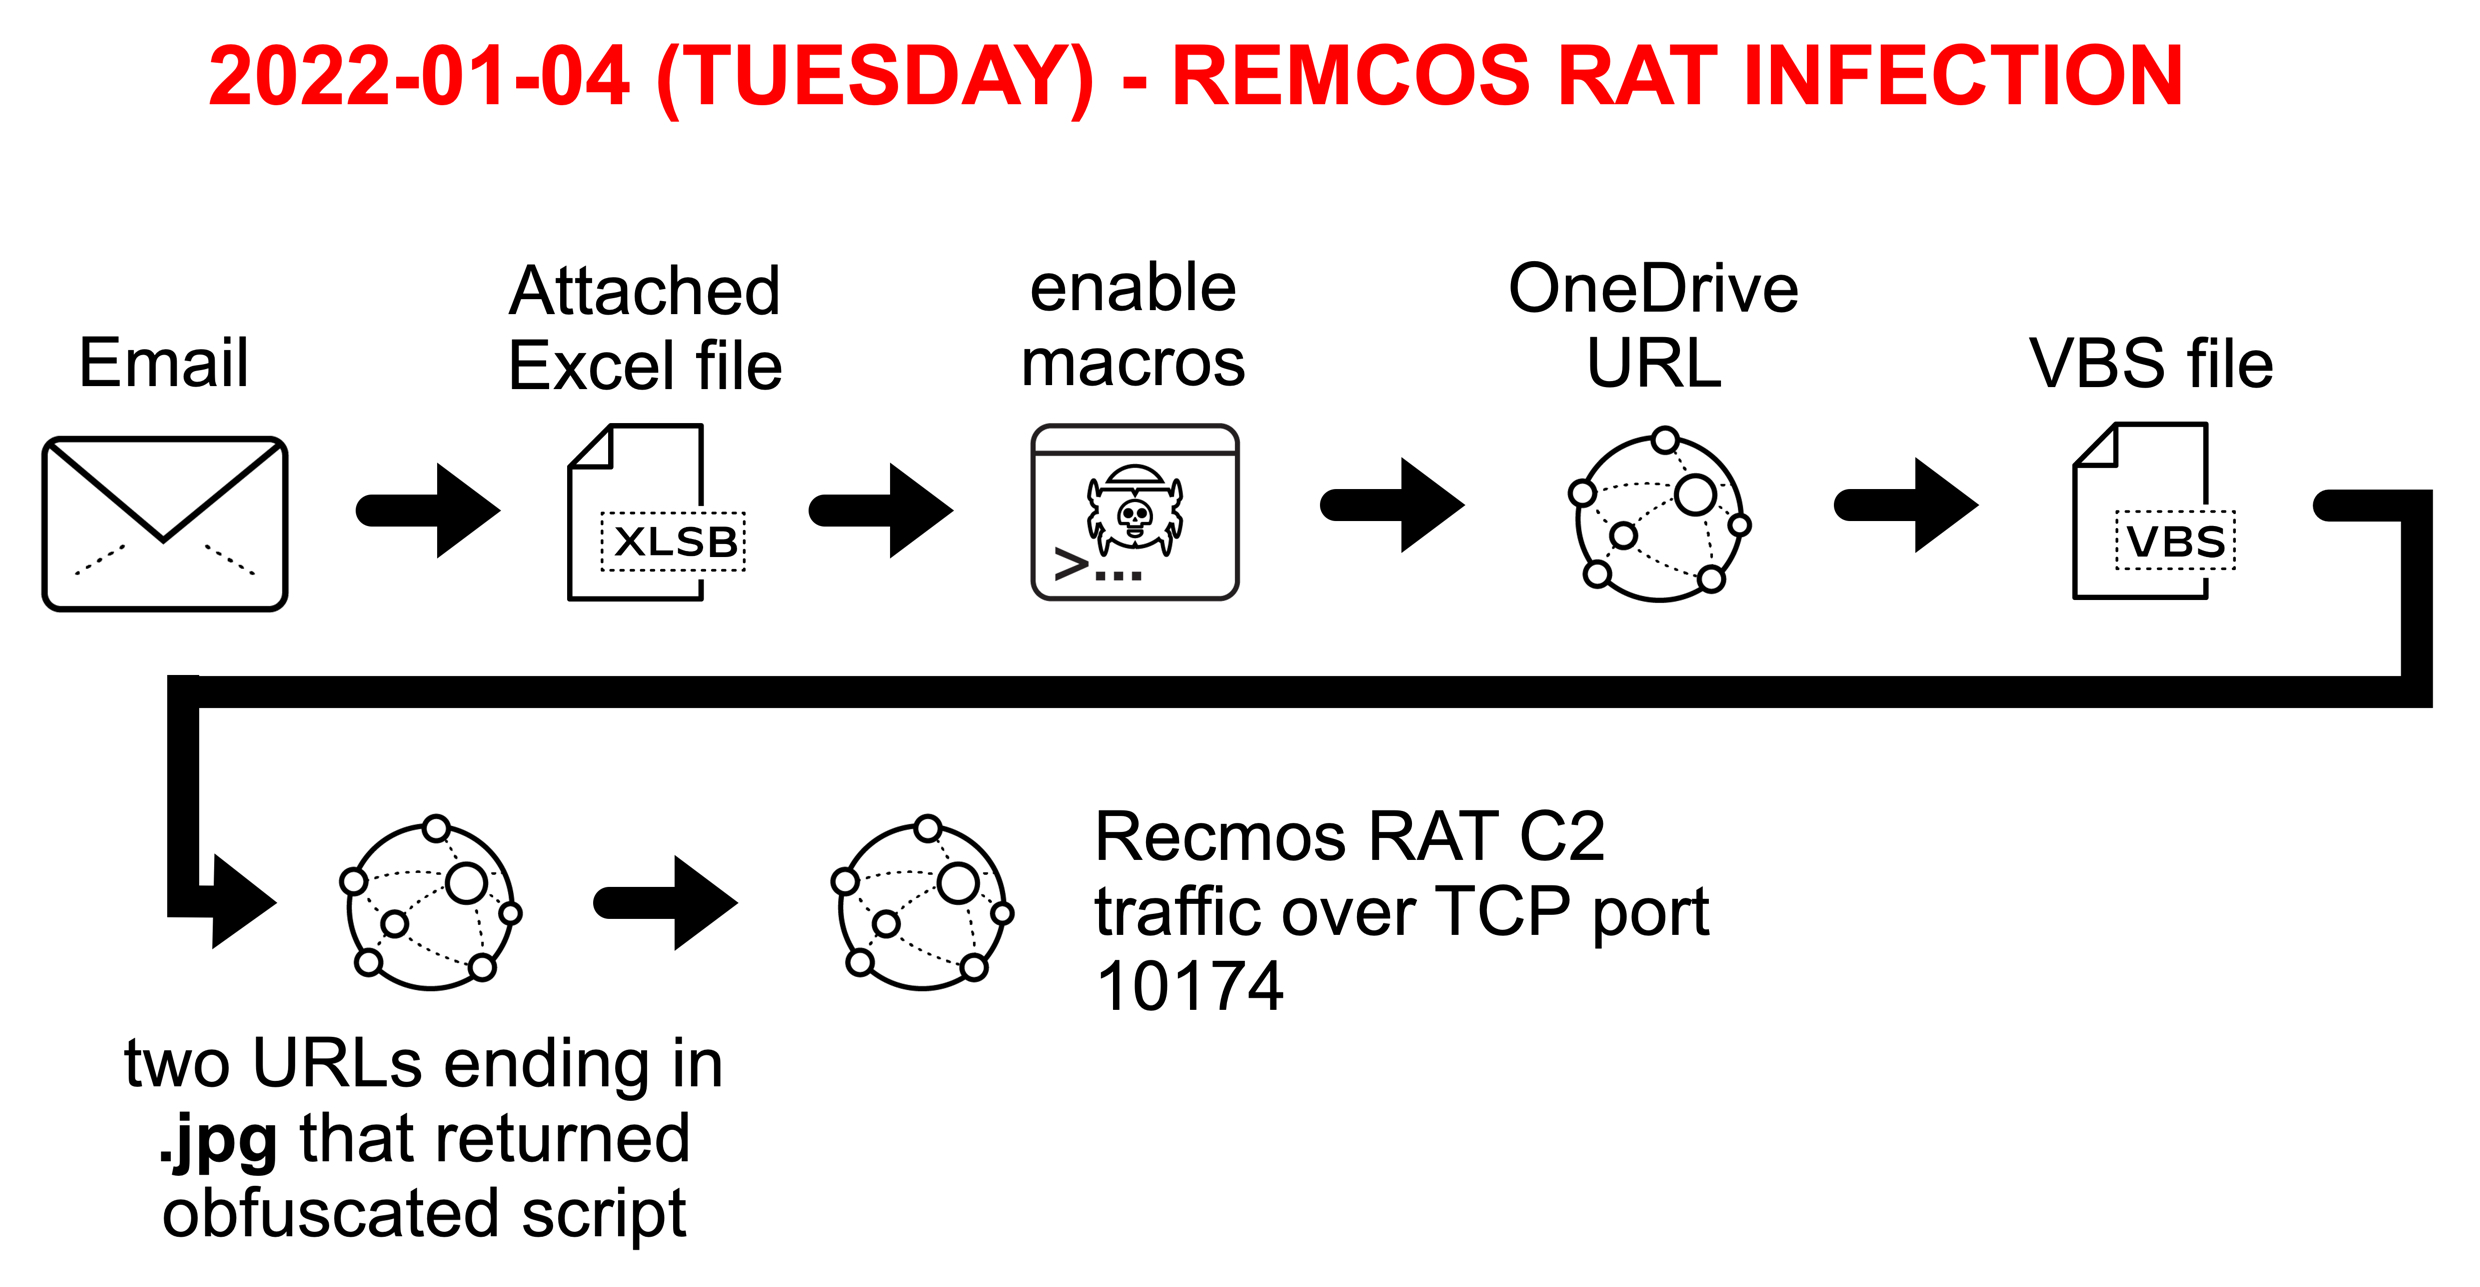 2022-01-04 (TUESDAY) - REMCOS RAT INFECTION
Email
Attached
Excel file
XLSB
enable
macros
>...
OneDrive
URL
VBS file
VBS
two URLs ending in
.jpg that returned
obfuscated script
Recmos RAT C2
traffic over TCP port
10174